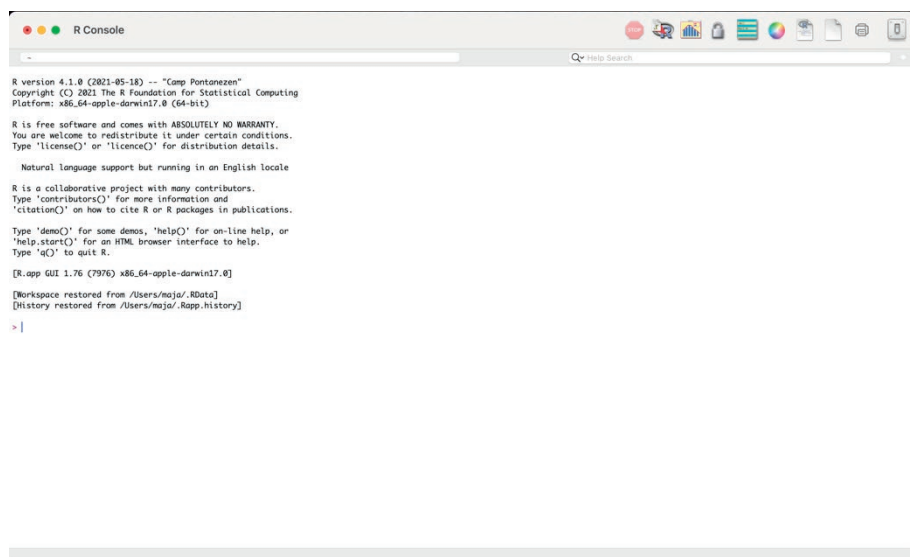 R Console
STOP
R
~
Help Search
R version 4.1.0 (2021-05-18) -- "Camp Pontanezen"
Copyright (C) 2021 The R Foundation for Statistical Computing
Platform: x86_64-apple-darwin17.0 (64-bit)
R is free software and comes with ABSOLUTELY NO WARRANTY.
You are welcome to redistribute it under certain conditions.
Type 'license()' or 'licence()' for distribution details.
Natural language support but running in an English locale
R is a collaborative project with many contributors.
Type 'contributors()' for more information and
'citation()' on how to cite R or R packages in publications.
Type 'demo()' for some demos, 'help()' for on-line help, or
'help.start()' for an HTML browser interface to help.
Type 'q()' to quit R.
[R.app GUI 1.76 (7976) x86_64-apple-darwin17.0]
[Workspace restored from /Users/maja/.RData]
[History restored from /Users/maja/.Rapp.history]
>